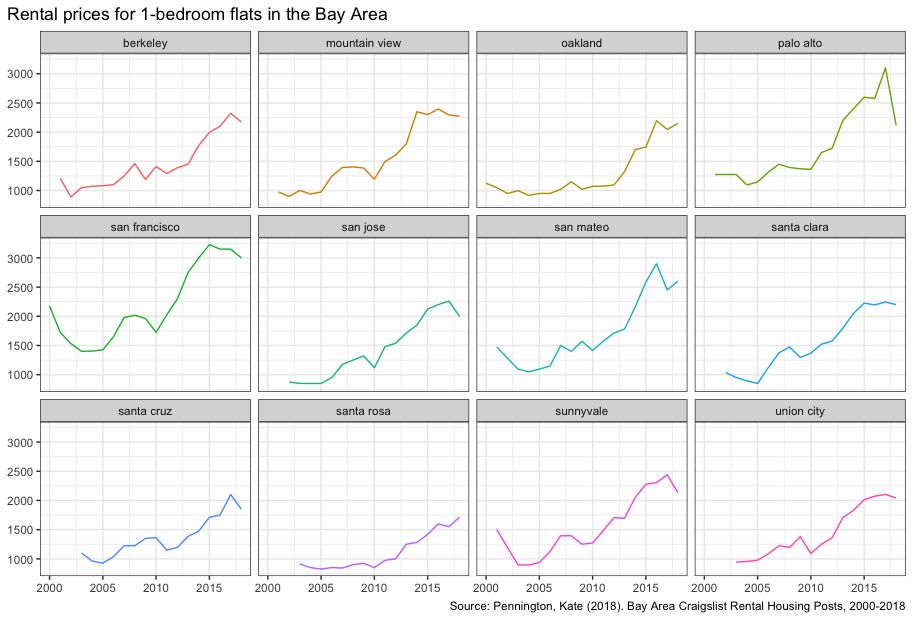 Rental prices for 1-bedroom flats in the Bay Area
berkeley mountain view oakland palo alto
3000
2500
2000
1500
1000
san francisco san jose san mateo santa clara
3000
2500
2000
1500
1000
santa cruz santa rosa sunnyvale union city
3000
2500
2000
1500
1000
2000 2005 2010 2015 2000 2005 2010 2015 2000 2005 2010 2015 2000 2005 2010 2015
Source: Pennington, Kate (2018). Bay Area Craigslist Rental Housing Posts, 2000-2018